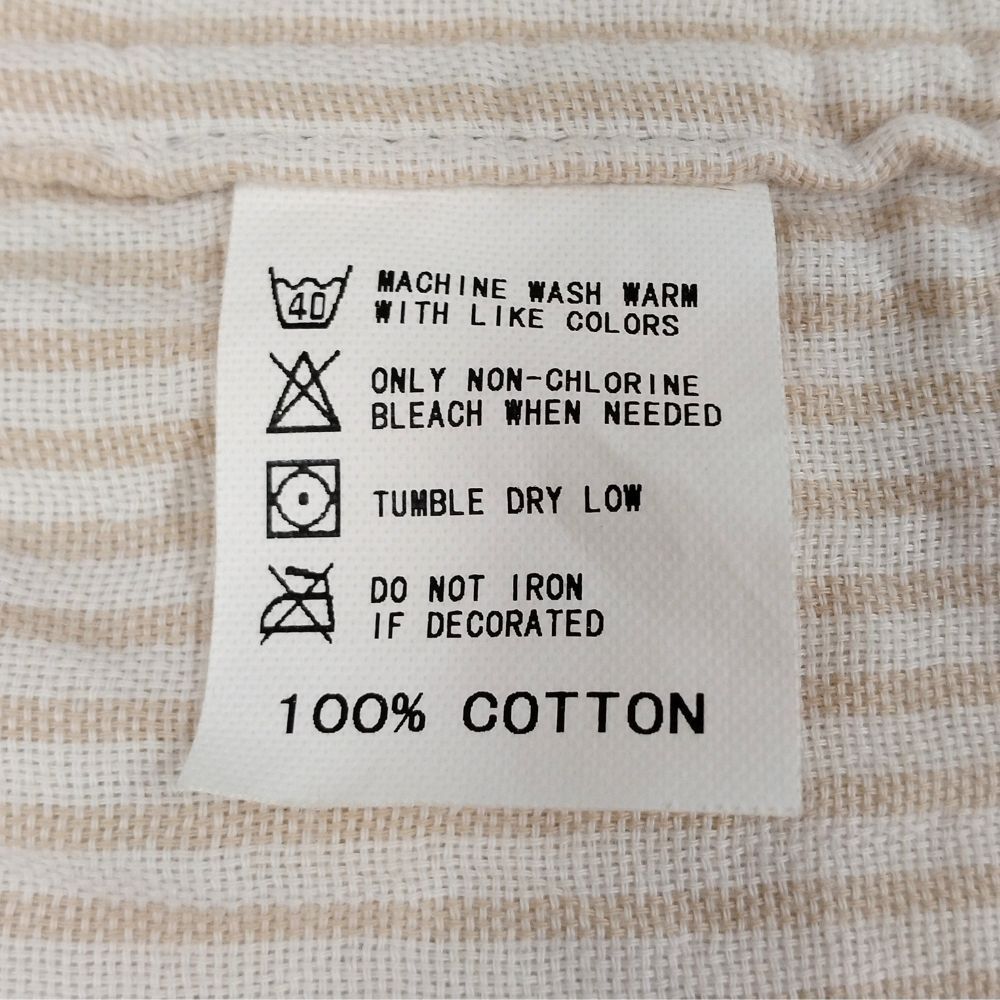 40
MACHINE WASH WARM
WITH LIKE COLORS
ONLY NON-CHLORINE
BLEACH WHEN NEEDED
TUMBLE DRY LOW
DO NOT IRON
IF DECORATED
100% COTTON